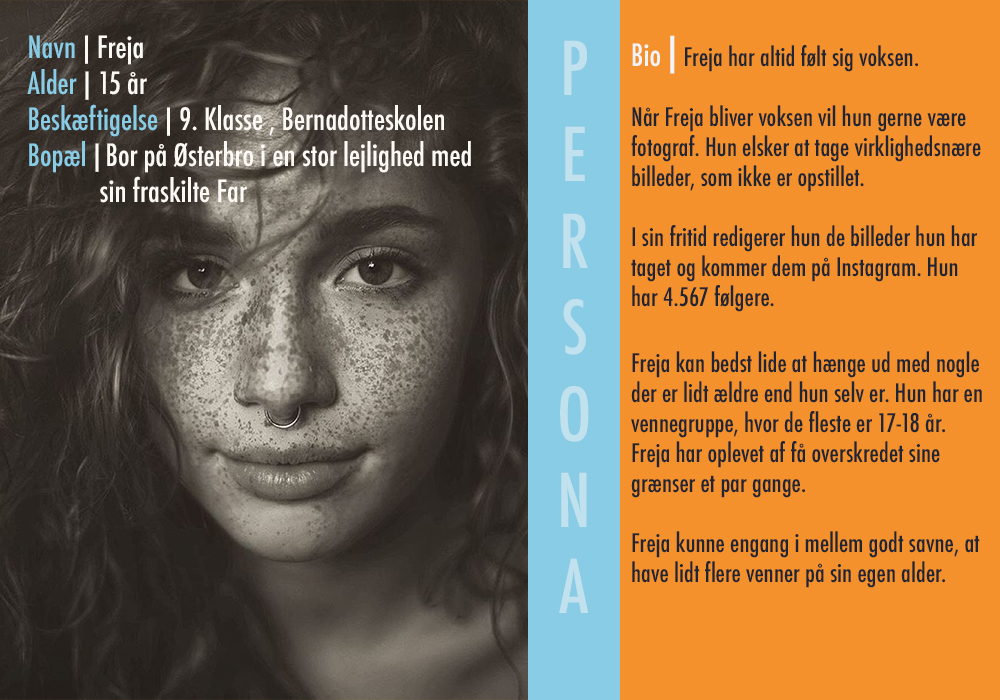 Navn | Freja
Alder | 15 år
Beskæftigelse | 9. Klasse , Bernadotteskolen
Bopæl | Bor på Østerbro i en stor lejlighed med
sin fraskilte Far
PERSONA
Bio | Freja har altid følt sig voksen.
Når Freja bliver voksen vil hun gerne være
fotograf. Hun elsker at tage virklighedsnære
billeder, som ikke er opstillet.
I sin fritid redigerer hun de billeder hun har
taget og kommer dem på Instagram. Hun
har 4.567 følgere.
Freja kan bedst lide at hænge ud med nogle
der er lidt ældre end hun selv er. Hun har en
vennegruppe, hvor de fleste er 17-18 år.
Freja har oplevet af få overskredet sine
grænser et par gange.
Freja kunne engang i mellem godt savne, at
have lidt flere venner på sin egen alder.